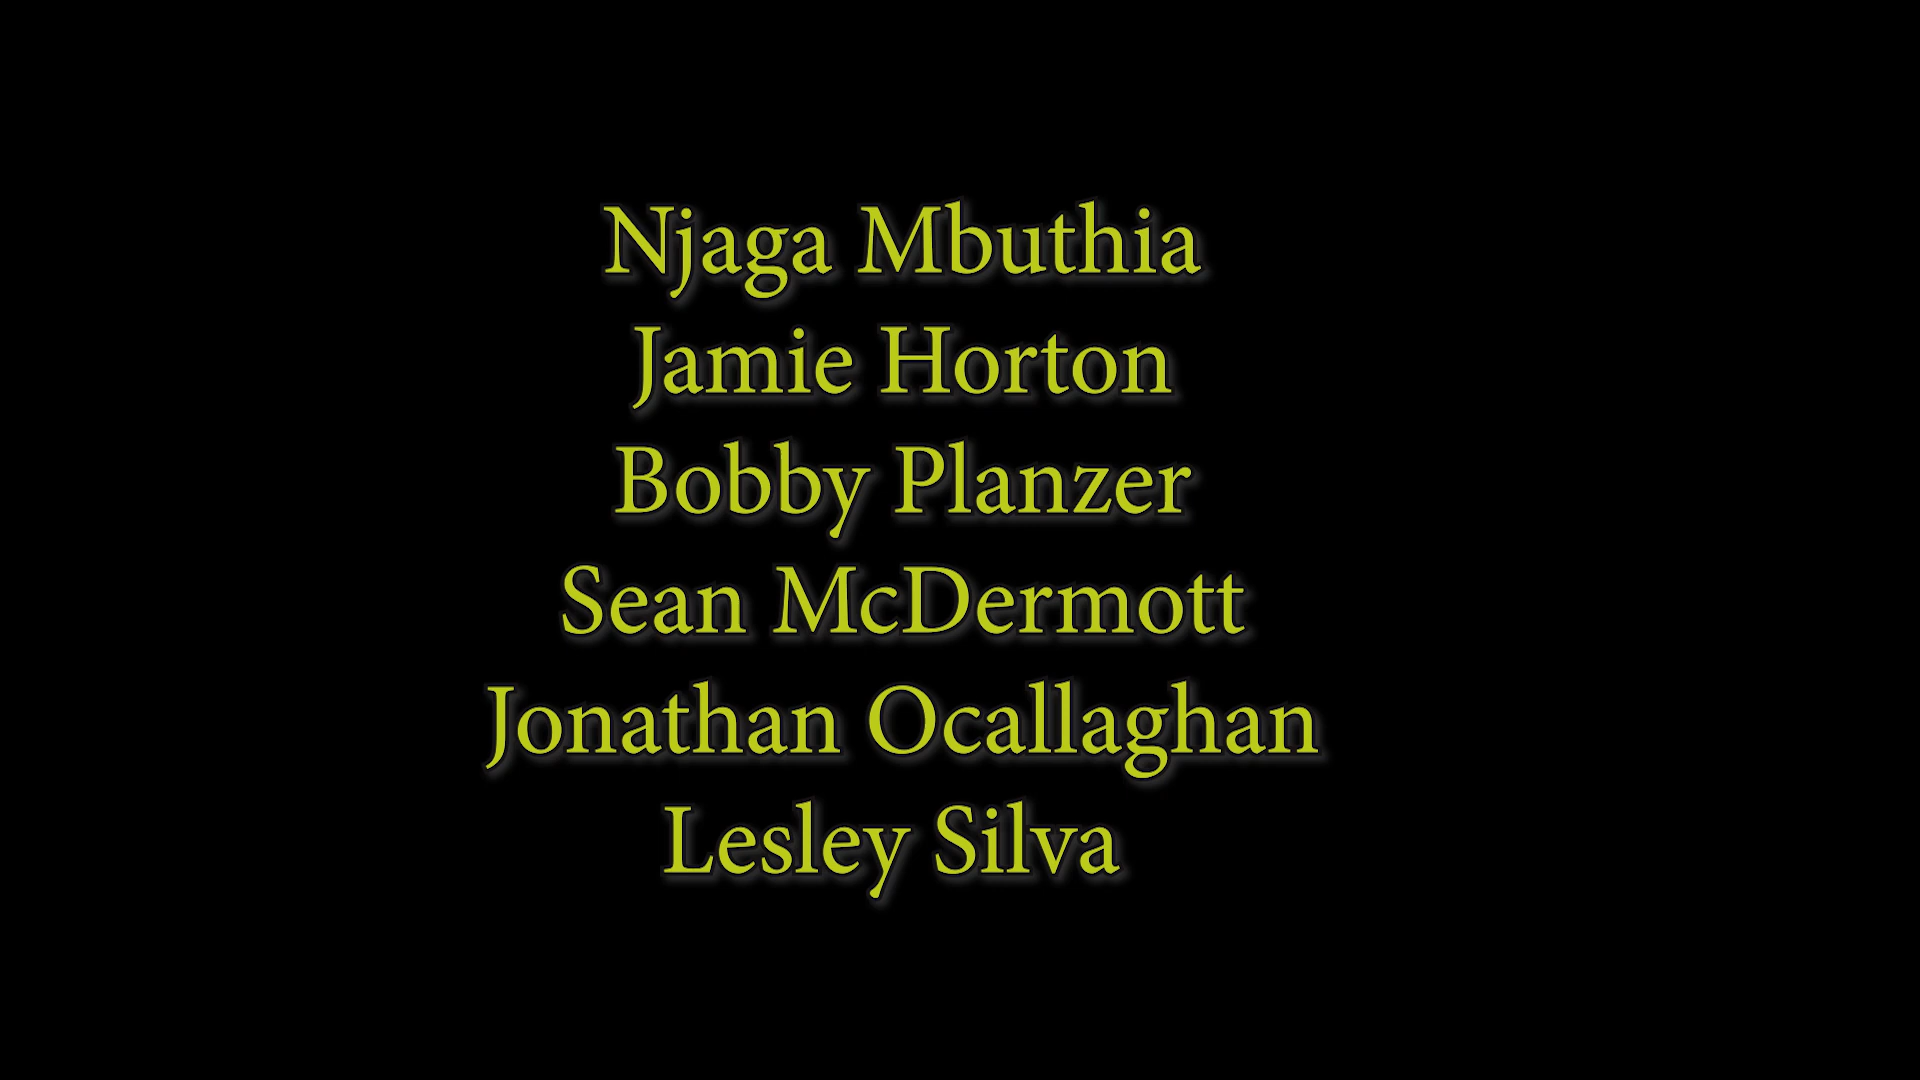 Njaga Mbuthia
Jamie Horton
Bobby Planzer
Sean McDermott
Jonathan Ocallaghan
Lesley Silva